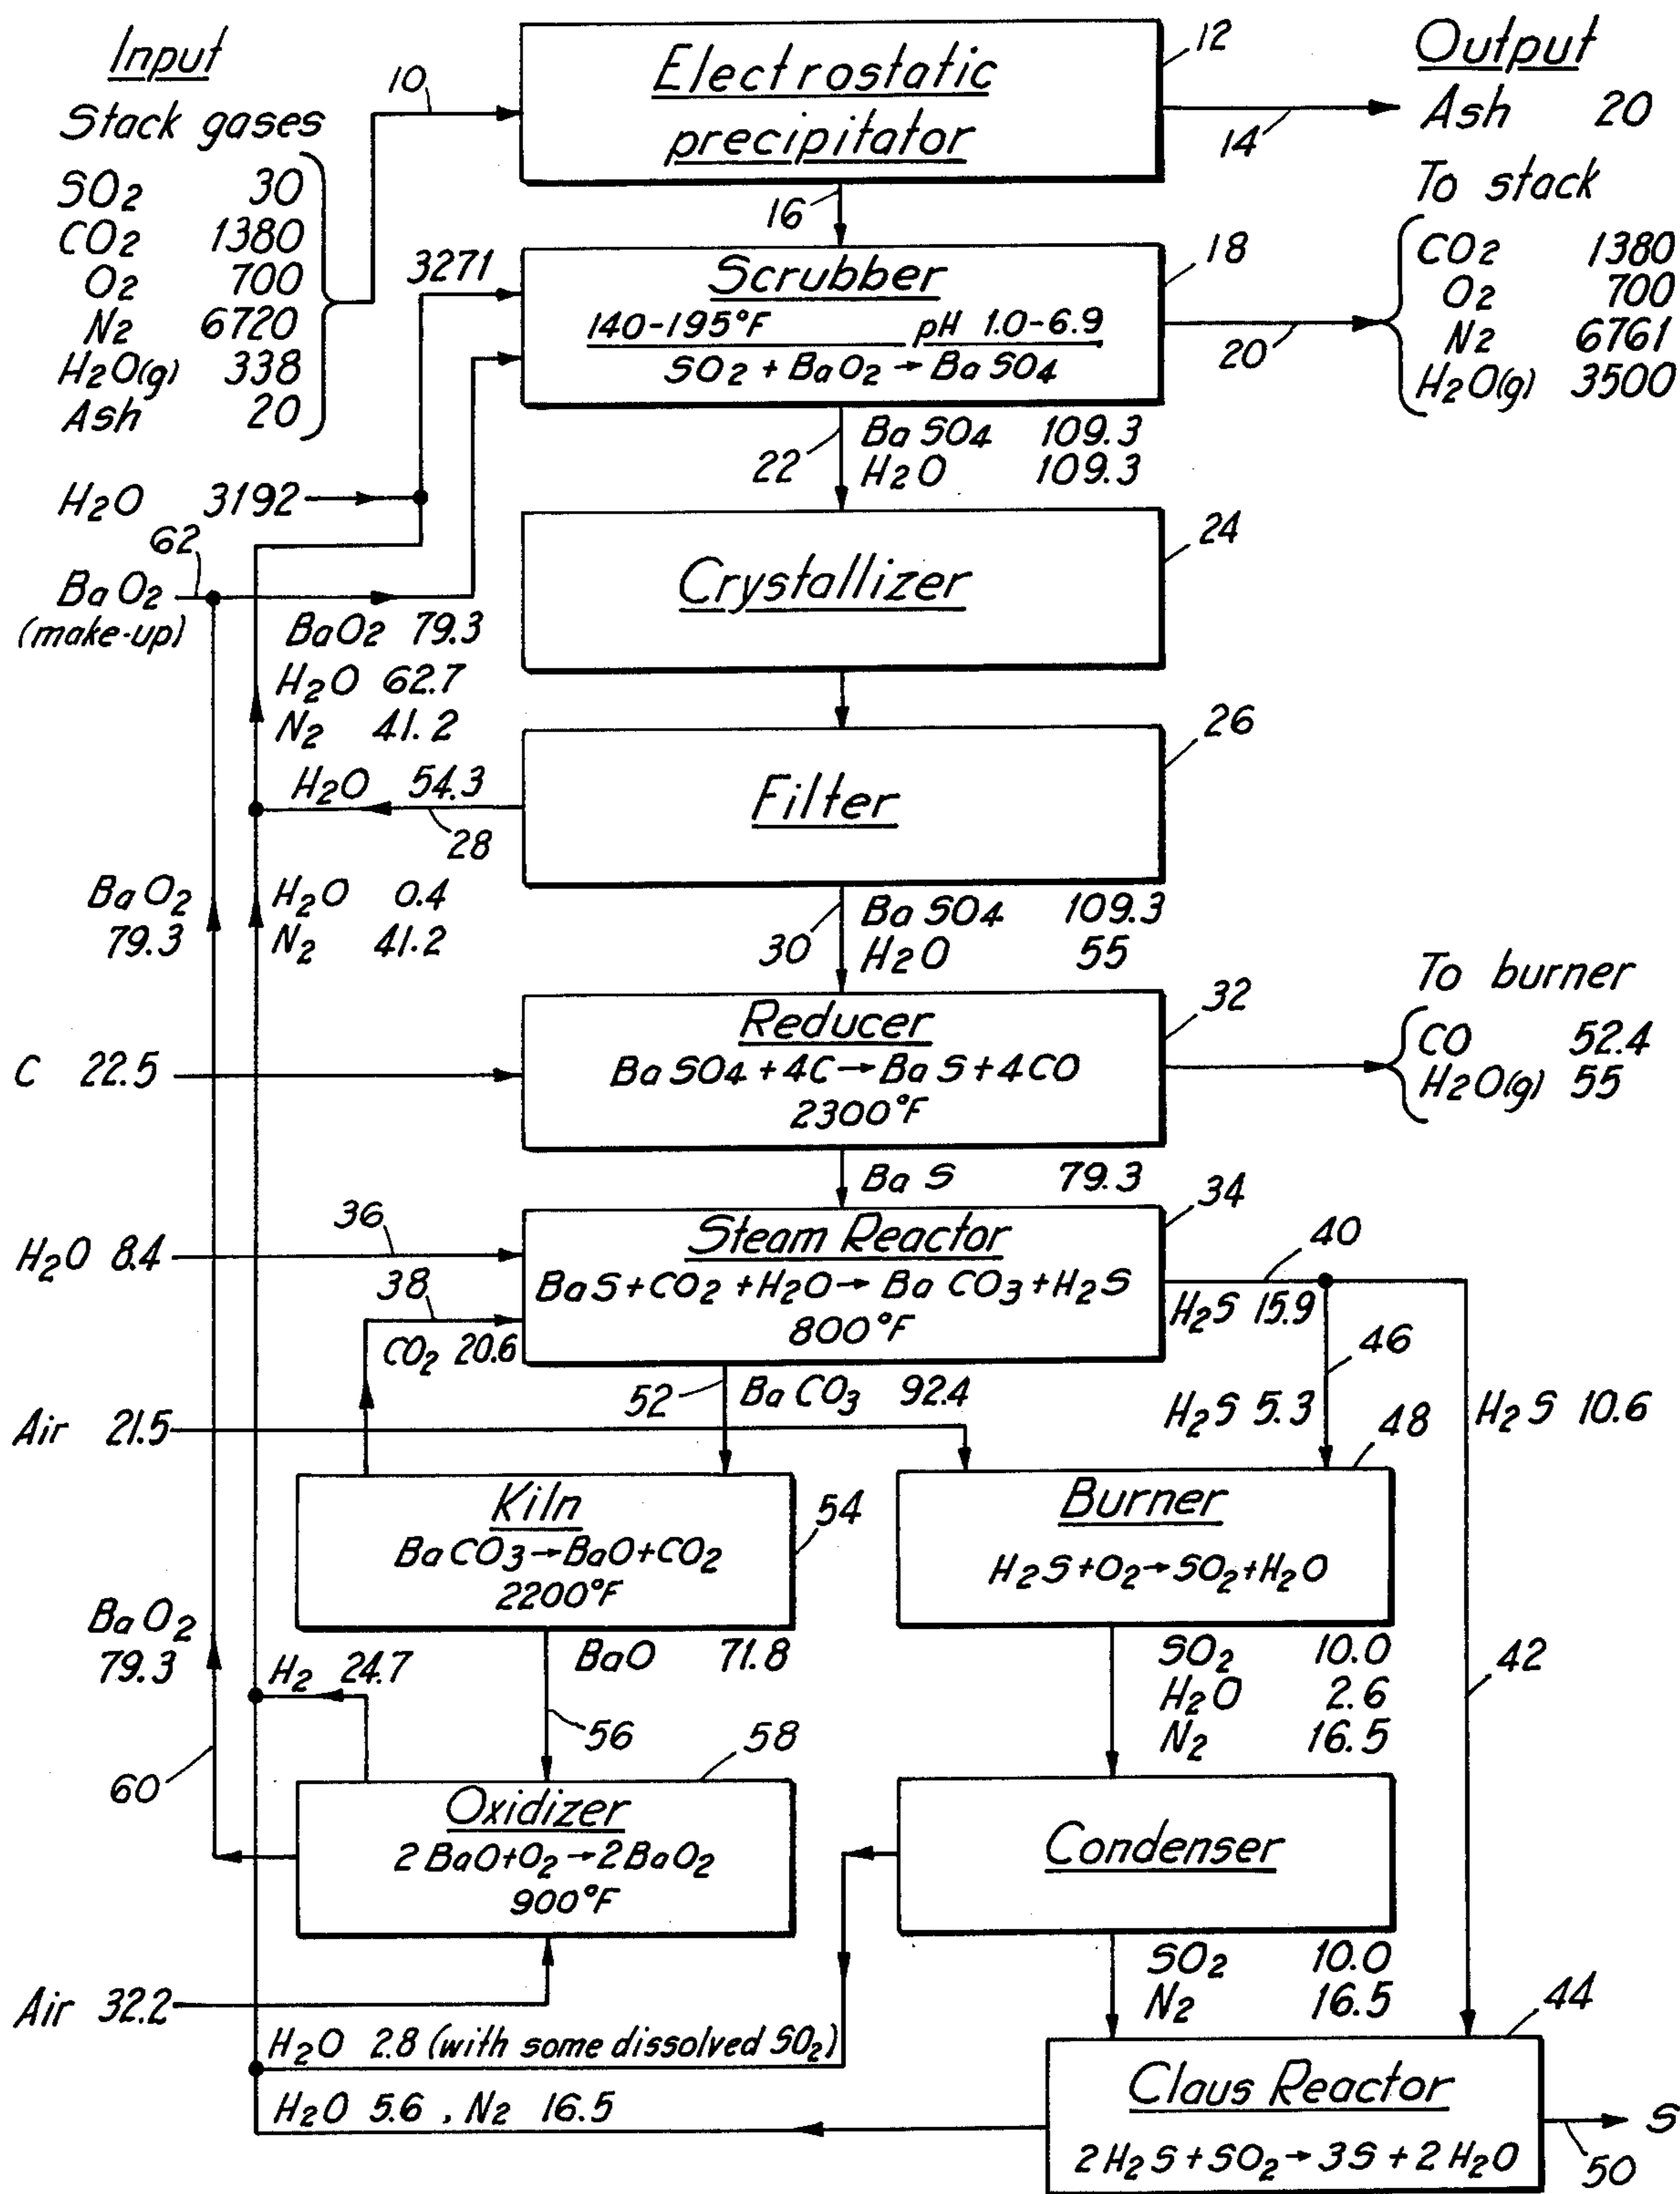 Input
Stack gases
SO2 30
CO2 1380
O2 700
N2 6720
H2O(g) 338
Ash 20
10
Electrostatic
precipitator
12
14
Output
Ash 20
16
To stack
CO2 1380
O2 700
N2 6761
H2O(g) 3500
3271
Scrubber
140-195°F pH 1.0-6.9
SO2 + BaO2 → BaSO4
18
20
22
BaSO4 109.3
H2O 109.3
H2O 3192
62
BaO2
(make-up)
BaO2 79.3
H2O 62.7
N2 41.2
Crystallizer
24
Filter
26
H2O 54.3
28
BaO2
79.3
H2O 0.4
N2 41.2
30
BaSO4 109.3
H2O 55
To burner
CO 52.4
H2O(g) 55
C 22.5
Reducer
BaSO4 + 4C → BaS + 4CO
2300°F
32
BaS 79.3
34
H2O 8.4
36
38
CO2 20.6
Steam Reactor
BaS + CO2 + H2O → BaCO3 + H2S
800°F
40
H2S 15.9
46
52
BaCO3 92.4
H2S 5.3
H2S 10.6
48
Air 21.5
Kiln
BaCO3 → BaO + CO2
2200°F
54
Burner
H2S + O2 → SO2 + H2O
BaO2
79.3
H2 24.7
BaO 71.8
56
58
SO2 10.0
H2O 2.6
N2 16.5
42
60
Oxidizer
2BaO + O2 → 2BaO2
900°F
Condenser
SO2 10.0
N2 16.5
Air 32.2
44
H2O 2.8 (with some dissolved SO2)
H2O 5.6, N2 16.5
Claus Reactor
2H2S + SO2 → 3S + 2H2O
S
50